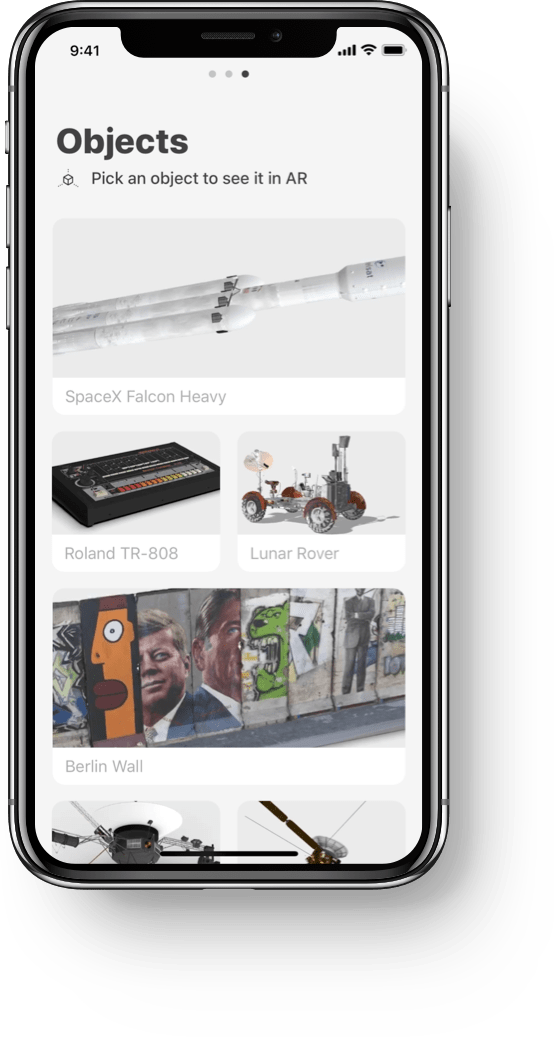 9:41
Objects
Pick an object to see it in AR
SpaceX Falcon Heavy
Roland TR-808
Lunar Rover
Berlin Wall